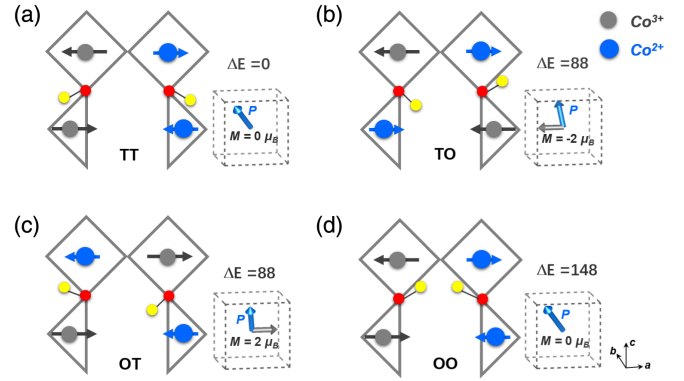 (a)
ΔE =0
P
M = 0 μB
TT
(b)
Co3+
Co2+
ΔE =88
P
M = -2 μB
TO
(c)
ΔE =88
P
M = 2 μB
OT
(d)
ΔE =148
P
M = 0 μB
OO
c
b
a